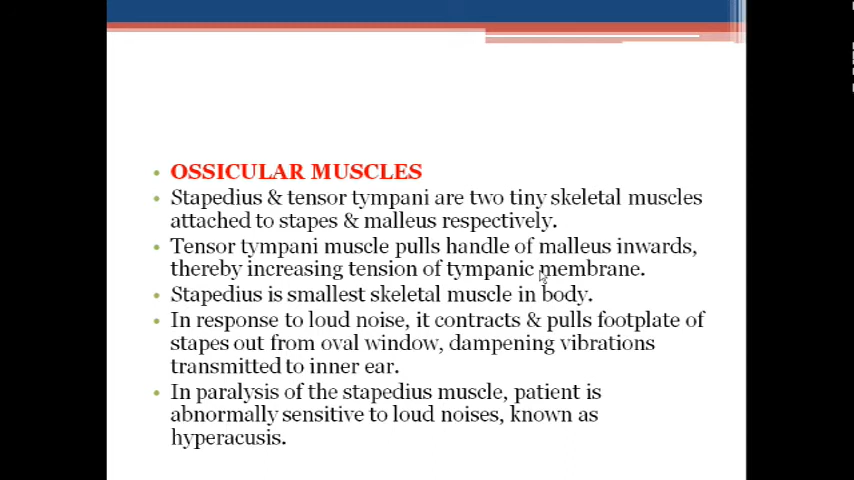 • OSSICULAR MUSCLES
• Stapedius & tensor tympani are two tiny skeletal muscles
attached to stapes & malleus respectively.
• Tensor tympani muscle pulls handle of malleus inwards,
thereby increasing tension of tympanic membrane.
• Stapedius is smallest skeletal muscle in body.
• In response to loud noise, it contracts & pulls footplate of
stapes out from oval window, dampening vibrations
transmitted to inner ear.
• In paralysis of the stapedius muscle, patient is
abnormally sensitive to loud noises, known as
hyperacusis.